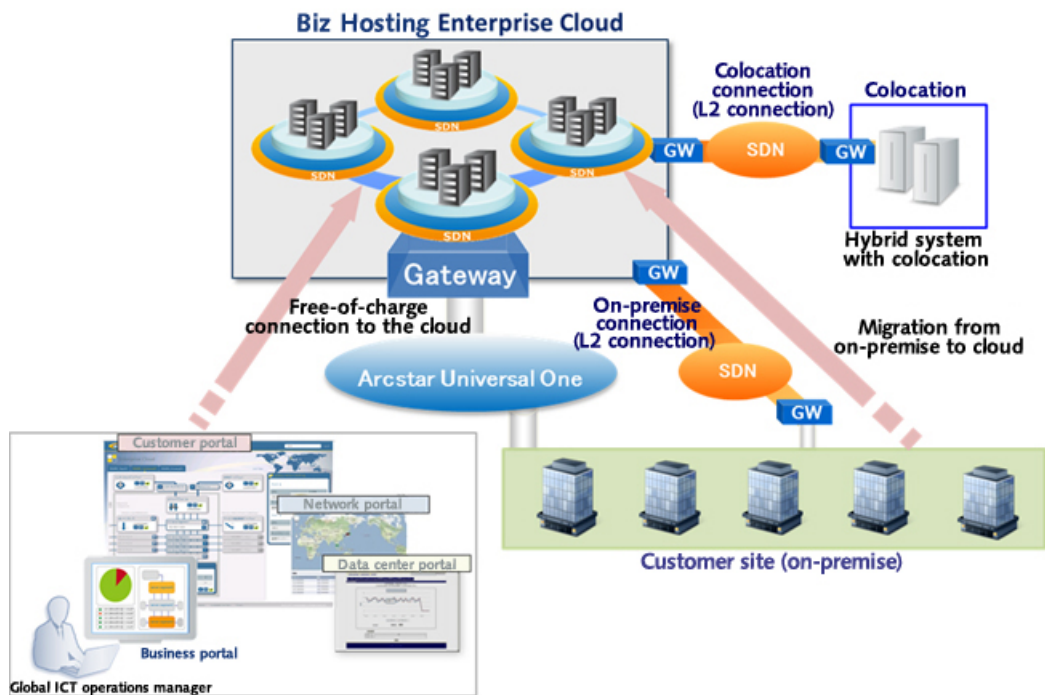 Biz Hosting Enterprise Cloud
SDN
SDN
SDN
SDN
Gateway
GW
SDN
GW
Colocation
connection
(L2 connection)
Colocation
Hybrid system
with colocation
Free-of-charge
connection to the cloud
GW
On-premise
connection
(L2 connection)
SDN
GW
Migration from
on-premise to cloud
Arcstar Universal One
Customer site (on-premise)
Customer portal
Network portal
Data center portal
Business portal
Global ICT operations manager